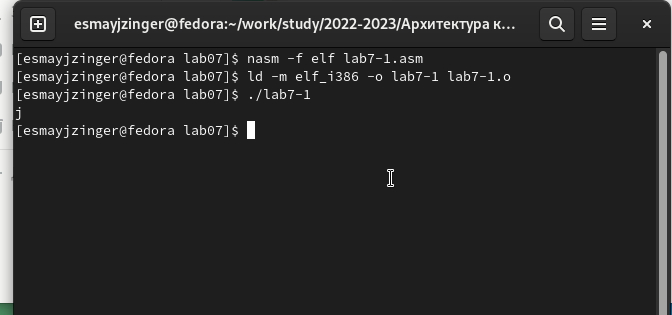 esmayjzinger@fedora:~/work/study/2022-2023/Архитектура к...
[esmayjzinger@fedora lab07]$ nasm -f elf lab7-1.asm
[esmayjzinger@fedora lab07]$ ld -m elf_i386 -o lab7-1 lab7-1.o
[esmayjzinger@fedora lab07]$ ./lab7-1
j
[esmayjzinger@fedora lab07]$